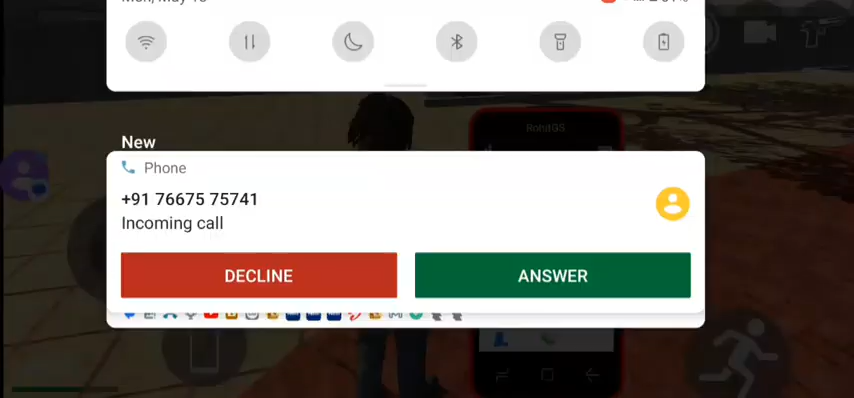 New
Phone
+91 76675 75741
Incoming call
DECLINE
ANSWER